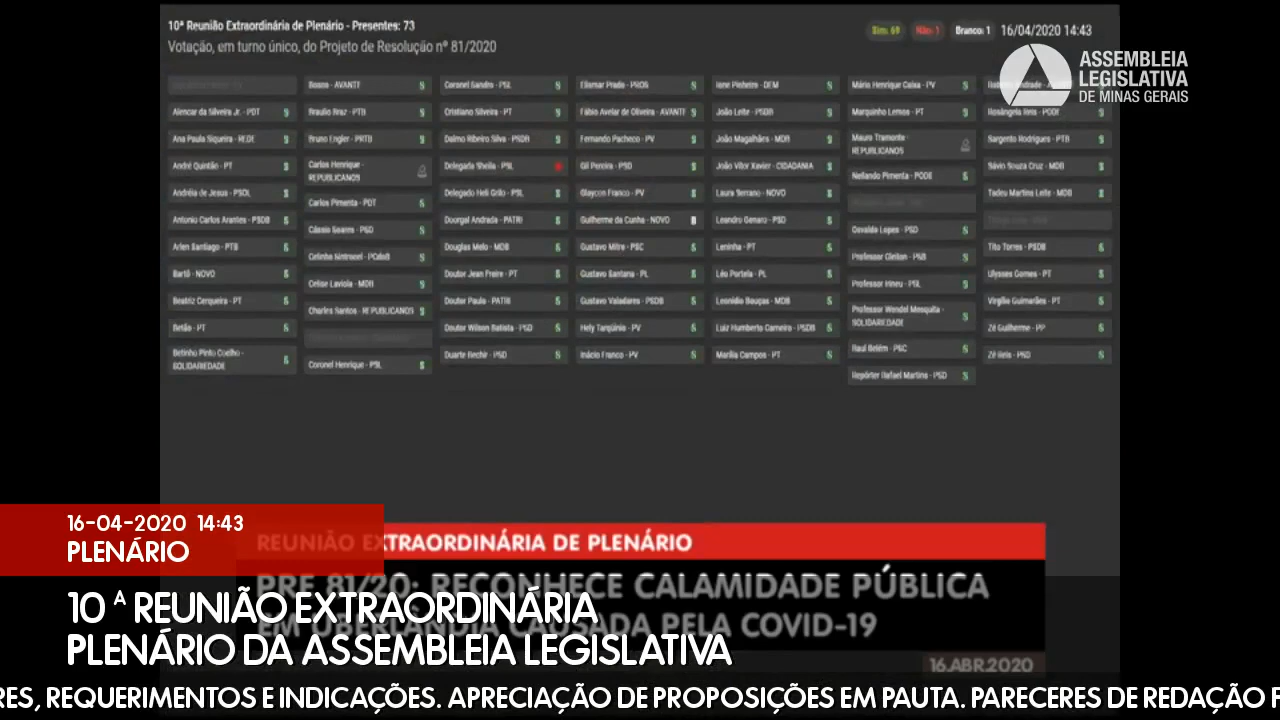 10ª Reunião Extraordinária de Plenário - Presentes: 73
Sim: 69 Não: 1 Branco: 1 16/04/2020 14:43
Votação, em turno único, do Projeto de Resolução nº 81/2020
ASSEMBLEIA
LEGISLATIVA
DE MINAS GERAIS
Alencar da Silveira Jr. - PDT S
Ana Paula Siqueira - REDE S
André Quintão - PT S
Andréia de Jesus - PSOL S
Antonio Carlos Arantes - PSDB S
Arlen Santiago - PTB S
Bartô - NOVO S
Beatriz Cerqueira - PT S
Betão - PT S
Betinho Pinto Coelho -
SOLIDARIEDADE S
Bosco - AVANTE S
Braulio Braz - PTB S
Bruno Engler - PRTB S
Carlos Henrique -
REPUBLICANOS
Carlos Pimenta - PDT S
Cássio Soares - PSD S
Celinho Sintrocel - PCdoB S
Celise Laviola - MDB S
Charles Santos - REPUBLICANOS S
Coronel Henrique - PSL S
Coronel Sandro - PSL S
Cristiano Silveira - PT S
Dalmo Ribeiro Silva - PSDB S
Delegada Sheila - PSL
Delegado Heli Grilo - PSL S
Doorgal Andrada - PATRI S
Douglas Melo - MDB S
Doutor Jean Freire - PT S
Doutor Paulo - PATRI S
Doutor Wilson Batista - PSD S
Duarte Bechir - PSD S
Elismar Prado - PROS S
Fábio Avelar de Oliveira - AVANTE S
Fernando Pacheco - PV S
Gil Pereira - PSD S
Glaycon Franco - PV S
Guilherme da Cunha - NOVO B
Gustavo Mitre - PSC S
Gustavo Santana - PL S
Gustavo Valadares - PSDB S
Hely Tarqüínio - PV S
Inácio Franco - PV S
Ione Pinheiro - DEM S
João Leite - PSDB S
João Magalhães - MDB S
João Vítor Xavier - CIDADANIA S
Laura Serrano - NOVO S
Leandro Genaro - PSD S
Leninha - PT S
Léo Portela - PL S
Leonídio Bouças - MDB S
Luiz Humberto Carneiro - PSDB S
Marília Campos - PT S
Mário Henrique Caixa - PV S
Marquinho Lemos - PT S
Mauro Tramonte -
REPUBLICANOS
Neilando Pimenta - PODE S
Osvaldo Lopes - PSD S
Professor Cleiton - PSB S
Professor Irineu - PSL S
Professor Wendel Mesquita -
SOLIDARIEDADE S
Raul Belém - PSC S
Repórter Rafael Martins - PSD S
Rosângela Reis - PODE S
Sargento Rodrigues - PTB S
Sávio Souza Cruz - MDB S
Tadeu Martins Leite - MDB S
Tito Torres - PSDB S
Ulysses Gomes - PT S
Virgílio Guimarães - PT S
Zé Guilherme - PP S
Zé Reis - PSD S
16-04-2020 14:43
PLENÁRIO
REUNIÃO EXTRAORDINÁRIA DE PLENÁRIO
PRE 81/20: RECONHECE CALAMIDADE PÚBLICA
EM UBERLÂNDIA CAUSADA PELA COVID-19
16.ABR.2020
10 ª REUNIÃO EXTRAORDINÁRIA
PLENÁRIO DA ASSEMBLEIA LEGISLATIVA
RES, REQUERIMENTOS E INDICAÇÕES. APRECIAÇÃO DE PROPOSIÇÕES EM PAUTA. PARECERES DE REDAÇÃO F